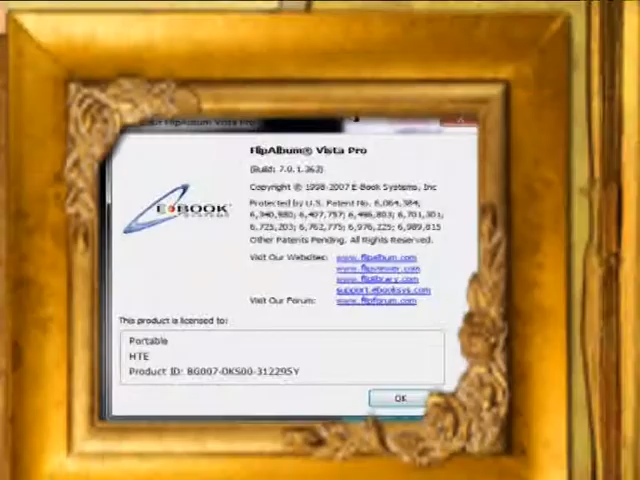 FlipAlbum® Vista Pro
(Build: 7.0.1.363)
Copyright © 1998-2007 E-Book Systems, Inc
Protected by U.S. Patent No. 6,064,384;
6,340,980; 6,407,757; 6,486,803; 6,701,301;
6,725,203; 6,762,775; 6,976,225; 6,989,815
Other Patents Pending. All Rights Reserved.
E-BOOK
Visit Our Websites: www.flipalbum.com
www.flipviewer.com
www.fliplibrary.com
support.ebooksys.com
Visit Our Forum: www.flipforum.com
This product is licensed to:
Portable
HTE
Product ID: BG007-OKS00-312295Y
OK